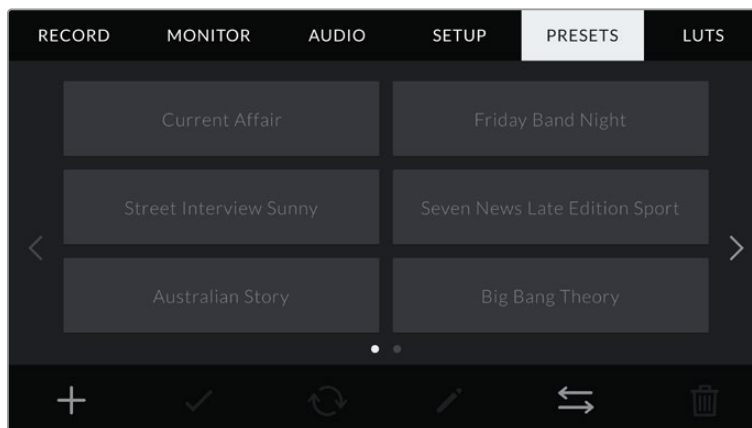 RECORD MONITOR AUDIO SETUP PRESETS LUTS
Current Affair Friday Band Night
Street Interview Sunny Seven News Late Edition Sport
Australian Story Big Bang Theory